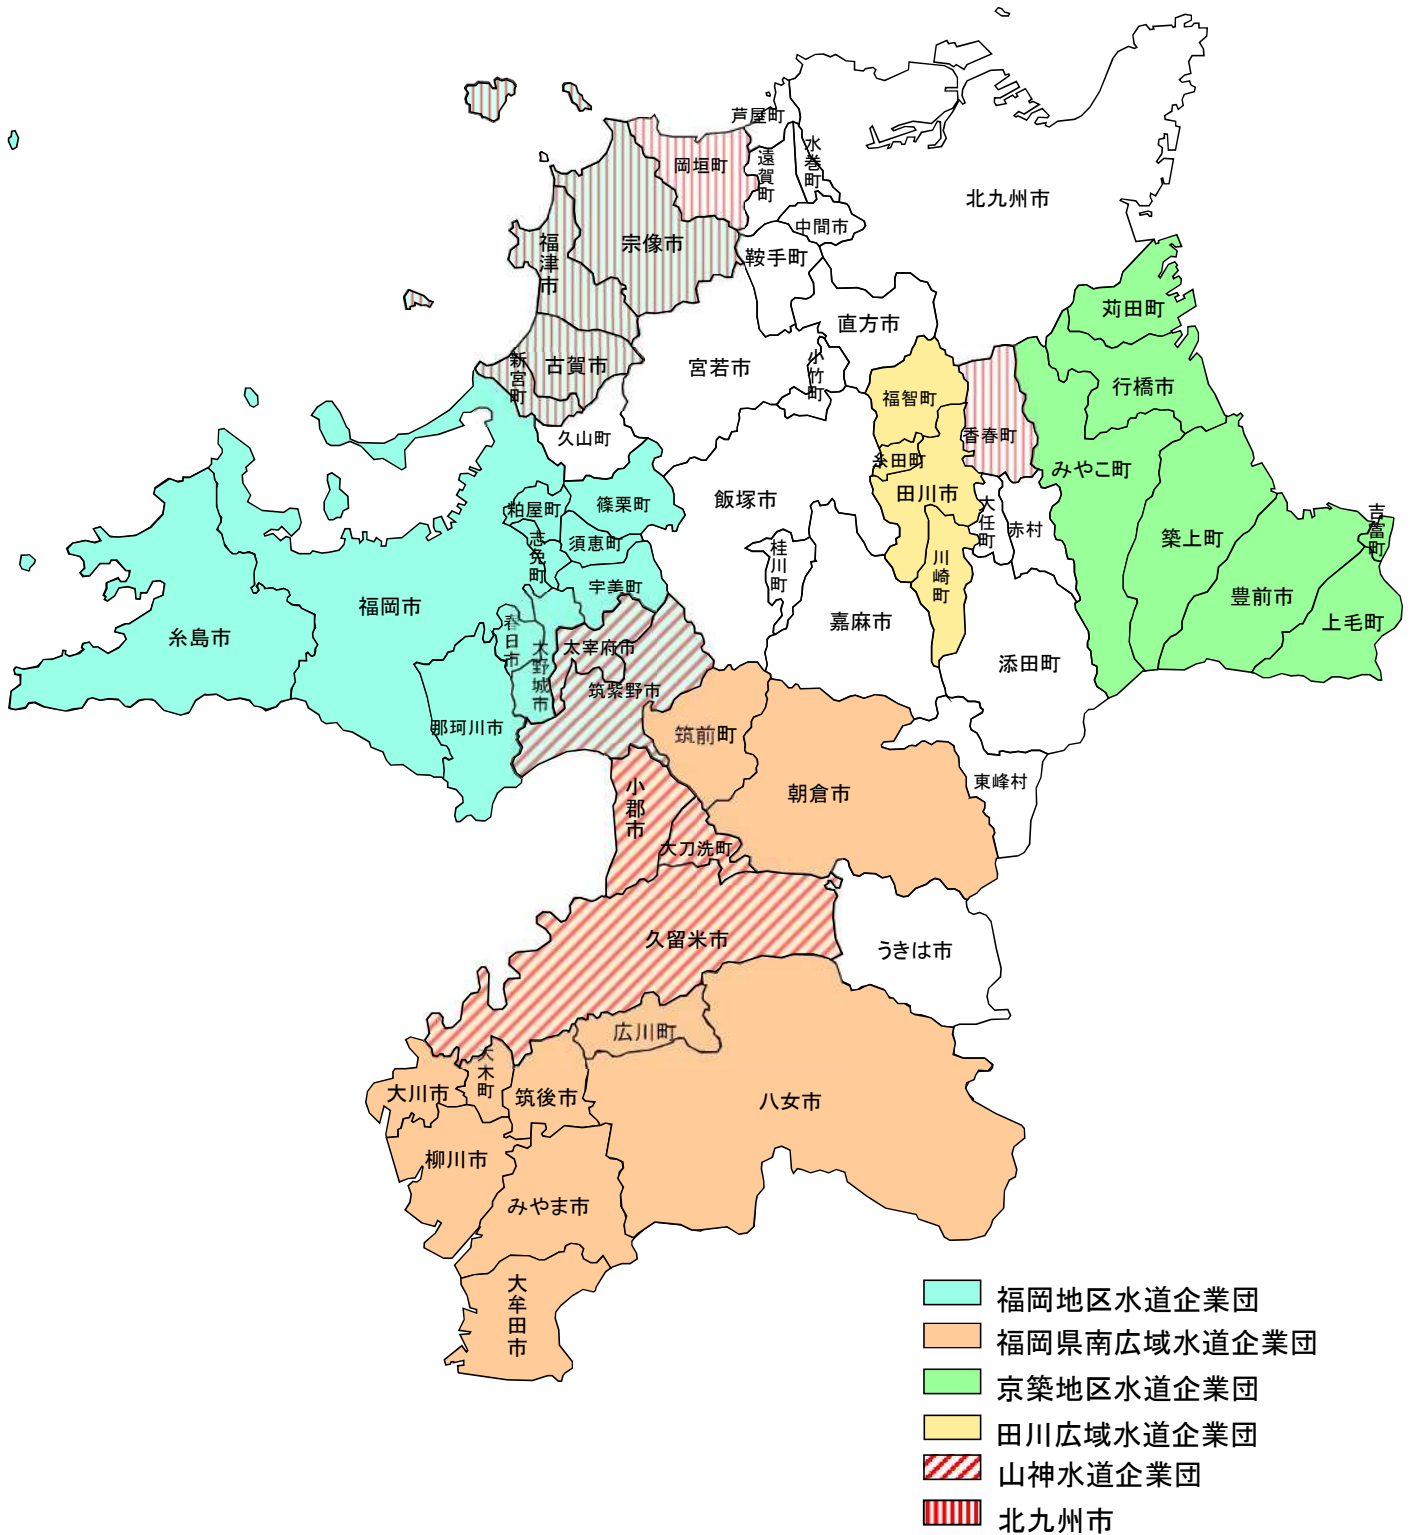 芦屋町
水巻町
岡垣町
遠賀町
北九州市
中間市
福津市
宗像市
鞍手町
苅田町
直方市
新宮町
古賀市
宮若市
小竹町
行橋市
福智町
久山町
香春町
糸田町
みやこ町
粕屋町
篠栗町
飯塚市
田川市
大任町
赤村
吉富町
志免町
須恵町
桂川町
築上町
宇美町
川崎町
福岡市
豊前市
糸島市
春日市
大野城市
太宰府市
嘉麻市
上毛町
添田町
筑紫野市
那珂川市
筑前町
小郡市
朝倉市
東峰村
大刀洗町
久留米市
うきは市
広川町
大木町
大川市
筑後市
八女市
柳川市
みやま市
大牟田市
福岡地区水道企業団
福岡県南広域水道企業団
京築地区水道企業団
田川広域水道企業団
山神水道企業団
北九州市